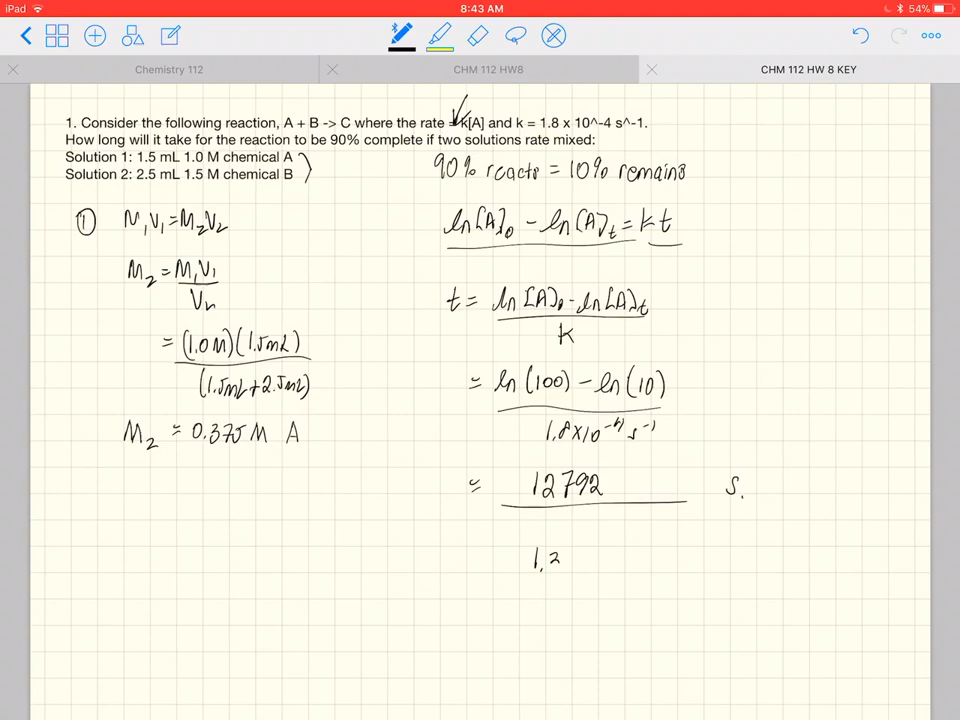 iPad 8:43 AM 54%
Chemistry 112 CHM 112 HW8 CHM 112 HW 8 KEY
1. Consider the following reaction, A + B -> C where the rate = k[A] and k = 1.8 x 10^-4 s^-1.
How long will it take for the reaction to be 90% complete if two solutions rate mixed:
Solution 1: 1.5 mL 1.0 M chemical A
Solution 2: 2.5 mL 1.5 M chemical B
90% reacts = 10% remains
① M₁V₁=M₂V₂
M₂ = M₁V₁
V₂
= (1.0M)(1.5mL)
(1.5mL+2.5mL)
M₂ = 0.375M A
ln[A]₀ - ln[A]t = kt
t = ln[A]₀ - ln[A]t
k
= ln(100) - ln(10)
1.8×10⁻⁴ s⁻¹
= 12792 s.
1.2